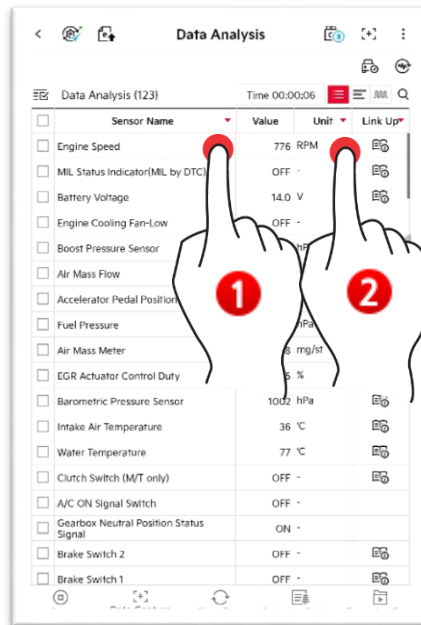 Data Analysis
Data Analysis (123) Time 00:00:06
Sensor Name Value Unit Link Up
Engine Speed 776 RPM
MIL Status Indicator(MIL by DTC) OFF -
Battery Voltage 14.0 V
Engine Cooling Fan-Low OFF -
Boost Pressure Sensor
Air Mass Flow
Accelerator Pedal Position
Fuel Pressure hPa
Air Mass Meter mg/st
EGR Actuator Control Duty %
Barometric Pressure Sensor 1002 hPa
Intake Air Temperature 36 ℃
Water Temperature 77 ℃
Clutch Switch (M/T only) OFF -
A/C ON Signal Switch OFF -
Gearbox Neutral Position Status
Signal ON -
Brake Switch 2 OFF -
Brake Switch 1 OFF -
1
2